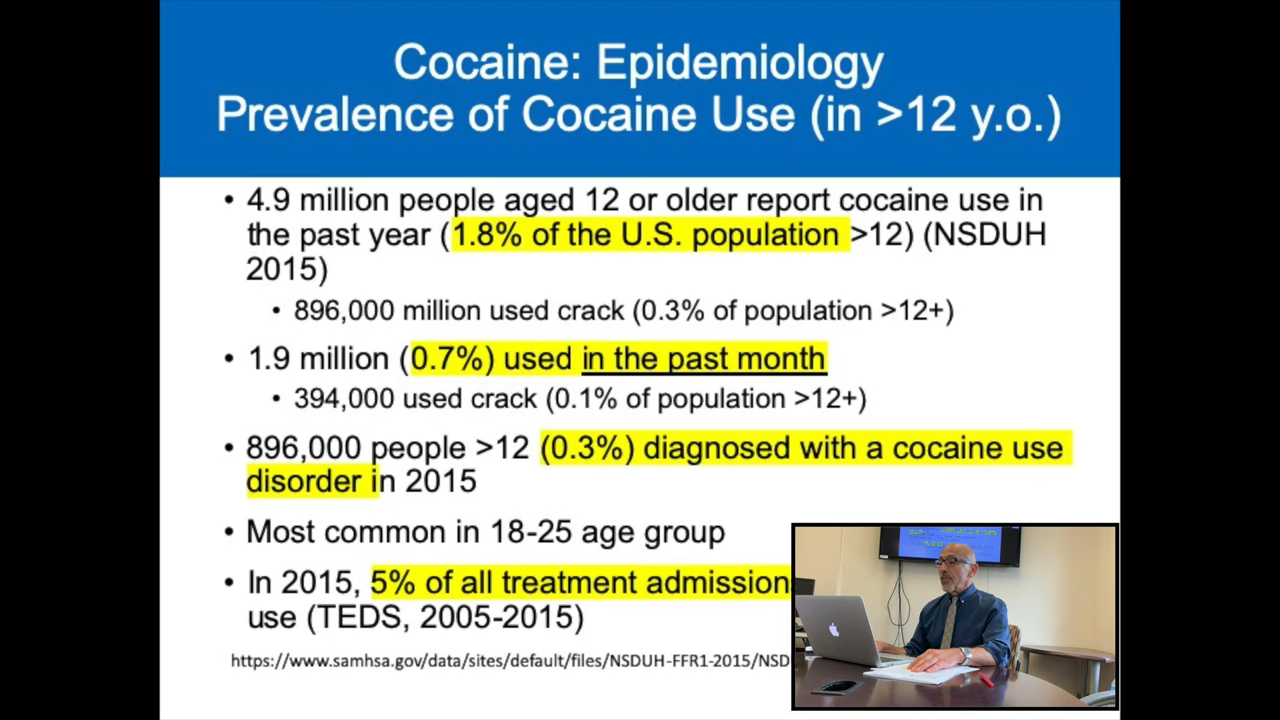 Cocaine: Epidemiology
Prevalence of Cocaine Use (in >12 y.o.)
• 4.9 million people aged 12 or older report cocaine use in
the past year (1.8% of the U.S. population >12) (NSDUH
2015)
• 896,000 million used crack (0.3% of population >12+)
• 1.9 million (0.7%) used in the past month
• 394,000 used crack (0.1% of population >12+)
• 896,000 people >12 (0.3%) diagnosed with a cocaine use
disorder in 2015
• Most common in 18-25 age group
• In 2015, 5% of all treatment admission
use (TEDS, 2005-2015)
https://www.samhsa.gov/data/sites/default/files/NSDUH-FFR1-2015/NSD